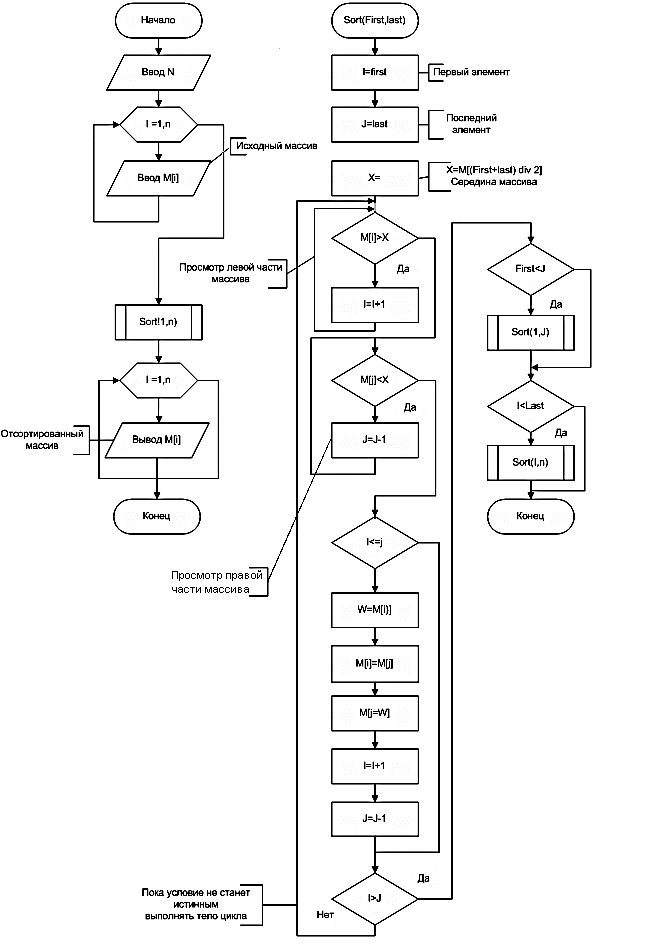 Начало
Ввод N
I =1,n
Исходный массив
Ввод M[i]
Sort!1,n)
I =1,n
Отсортированный
массив
Вывод M[i]
Конец
Sort(First,last)
I=first
Первый элемент
J=last
Последний
элемент
X=
X=M[(First+last) div 2]
Середина массива
M[i]>X
Просмотр левой части
массива
Да
I=I+1
M[j]<X
Да
J=J-1
Просмотр правой
части массива
I<=j
W=M[i}]
M[i]=M[j]
M[j=W]
I=I+1
J=J-1
I>J
Да
Нет
Пока условие не станет
истинным
выполнять тело цикла
First<J
Да
Sort(1,J)
I<Last
Да
Sort(I,n)
Конец